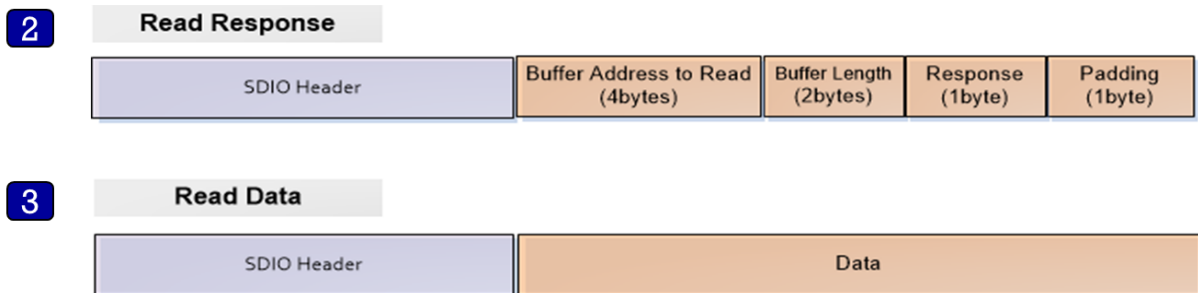 2
Read Response
SDIO Header
Buffer Address to Read
(4bytes)
Buffer Length
(2bytes)
Response
(1byte)
Padding
(1byte)
3
Read Data
SDIO Header
Data